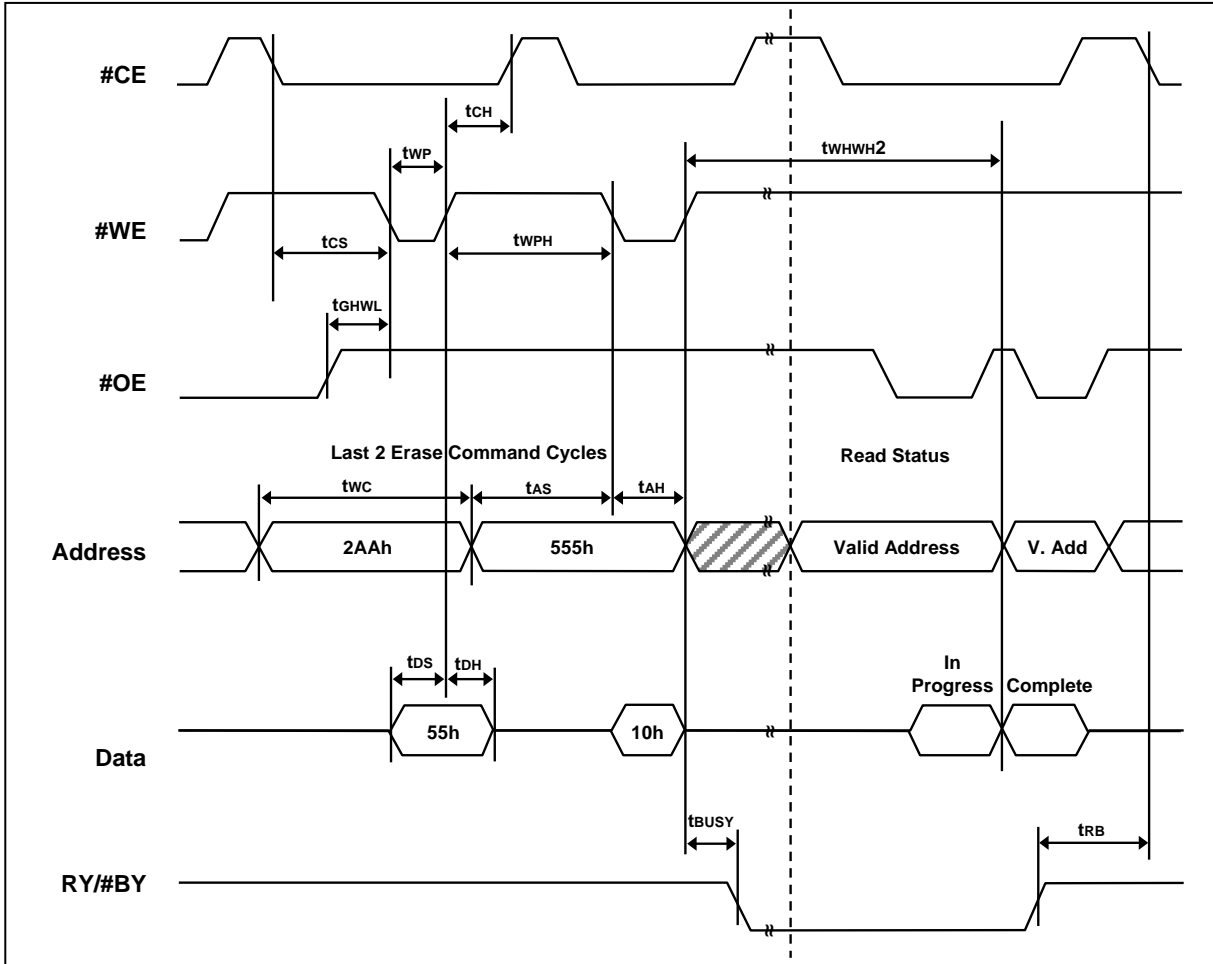 #CE
tCH
tWP
tWHWH2
#WE
tCS
tWPH
tGHWL
#OE
Last 2 Erase Command Cycles
Read Status
tWC
tAS
tAH
Address
2AAh
555h
Valid Address
V. Add
tDS
tDH
In
Progress
Complete
55h
10h
Data
tBUSY
tRB
RY/#BY